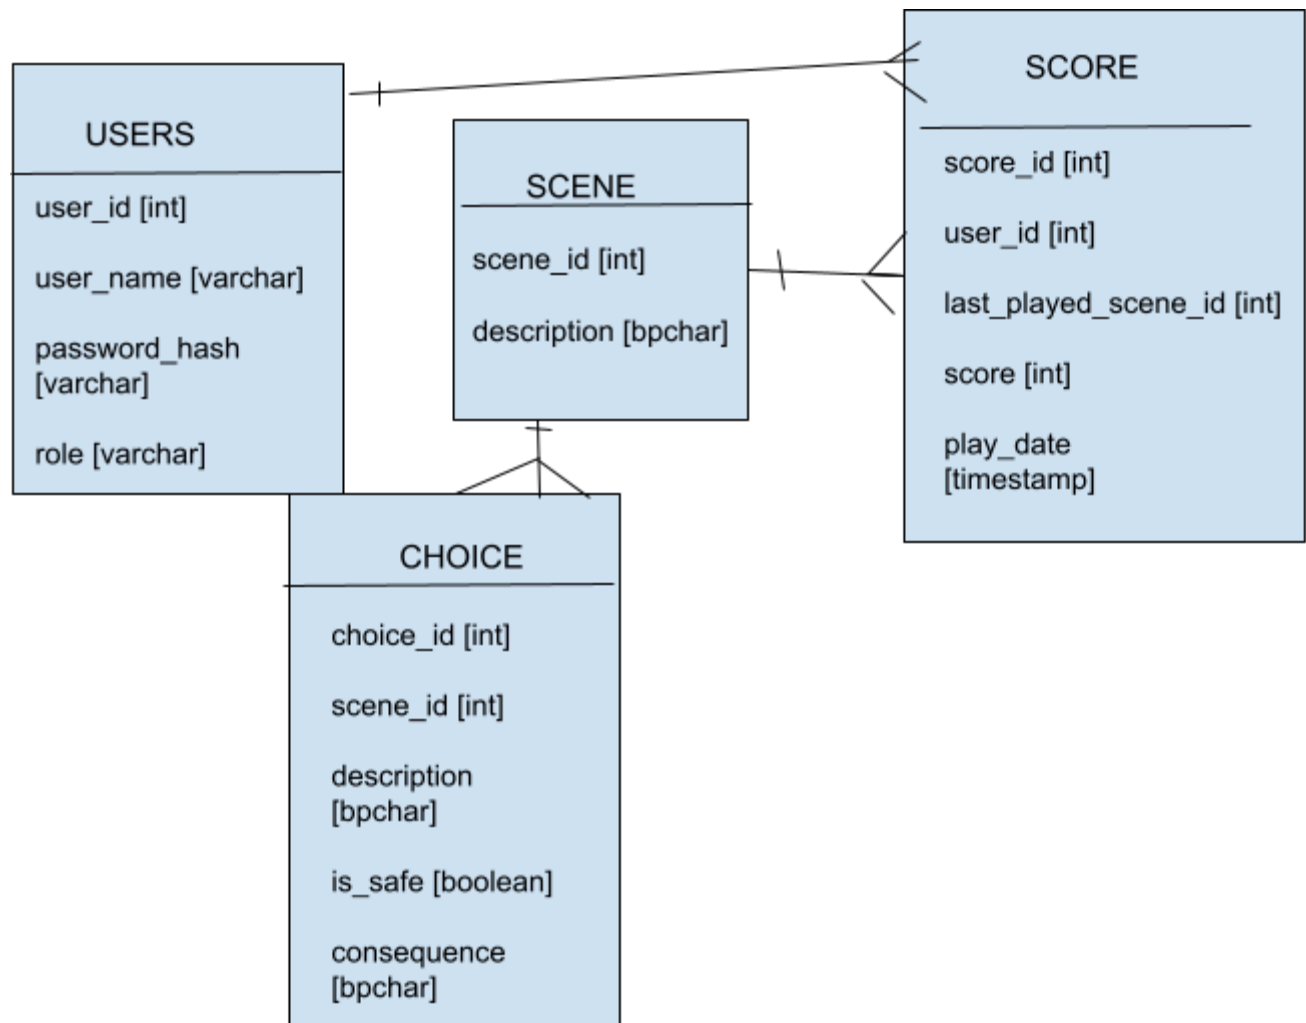 USERS
user_id [int]
user_name [varchar]
password_hash
[varchar]
role [varchar]
SCENE
scene_id [int]
description [bpchar]
SCORE
score_id [int]
user_id [int]
last_played_scene_id [int]
score [int]
play_date
[timestamp]
CHOICE
choice_id [int]
scene_id [int]
description
[bpchar]
is_safe [boolean]
consequence
[bpchar]